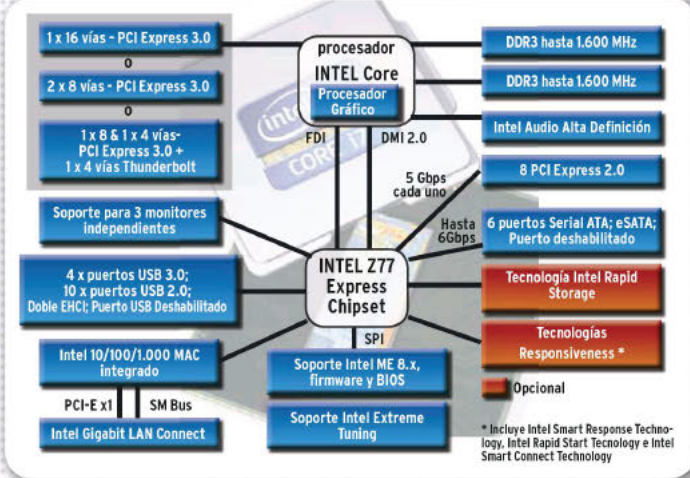 1 x 16 vías - PCI Express 3.0
O
2 x 8 vías - PCI Express 3.0
O
1 x 8 & 1 x 4 vías-
PCI Express 3.0 +
1 x 4 vías Thunderbolt
procesador
INTEL Core
Procesador
Gráfico
DDR3 hasta 1.600 MHz
DDR3 hasta 1.600 MHz
Intel Audio Alta Definición
FDI
DMI 2.0
5 Gbps
cada uno
8 PCI Express 2.0
Soporte para 3 monitores
independientes
Hasta
6Gbps
6 puertos Serial ATA; eSATA;
Puerto deshabilitado
4 x puertos USB 3.0;
10 x puertos USB 2.0;
Doble EHCI; Puerto USB Deshabilitado
INTEL Z77
Express
Chipset
Tecnología Intel Rapid
Storage
Tecnologías
Responsiveness *
SPI
Intel 10/100/1.000 MAC
integrado
Soporte Intel ME 8.x,
firmware y BIOS
Opcional
PCI-E x1
SM Bus
Intel Gigabit LAN Connect
Soporte Intel Extreme
Tuning
* Incluye Intel Smart Response Techno-
logy, Intel Rapid Start Tecnology e Intel
Smart Connect Technology
inte
CORE i7